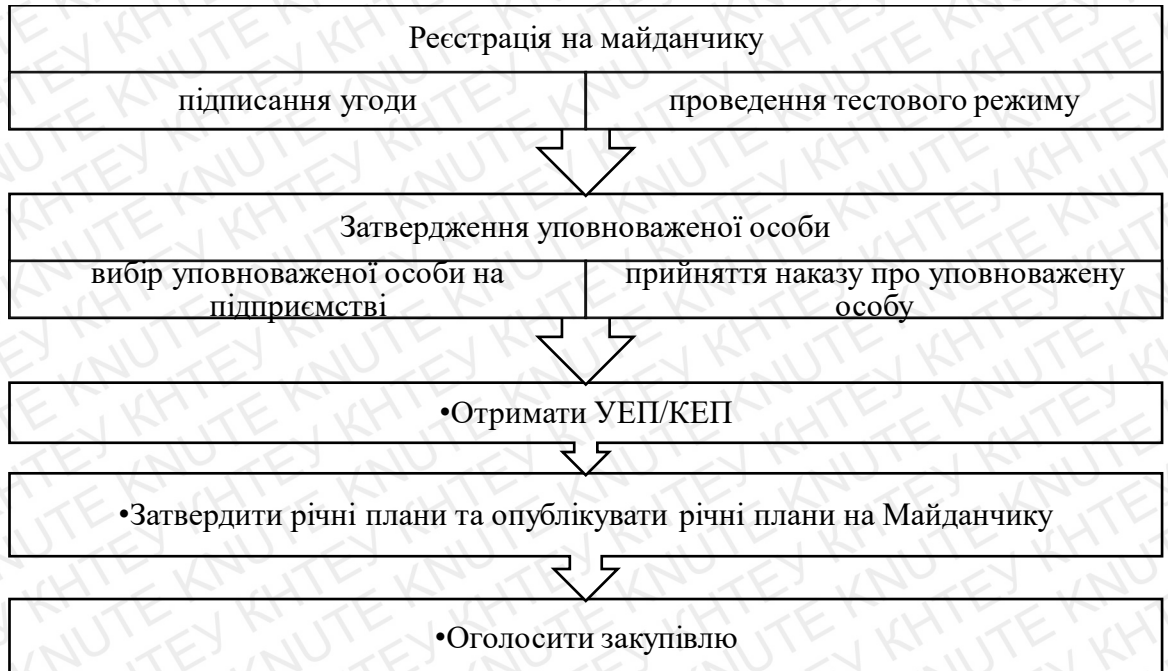 Реєстрація на майданчику
підписання угоди
проведення тестового режиму
Затвердження уповноваженої особи
вибір уповноваженої особи на
підприємстві
прийняття наказу про уповноважену
особу
•Отримати УЕП/КЕП
•Затвердити річні плани та опублікувати річні плани на Майданчику
•Оголосити закупівлю